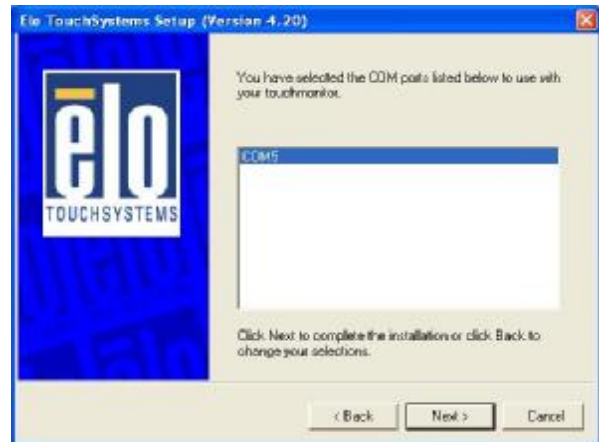 Elo TouchSystems Setup (Version 4.20)
elo
TOUCHSYSTEMS
You have selected the COM ports listed below to use with
your touchmonitor.
COM5
Click Next to complete the installation or click Back to
change your selections.
< Back
Next >
Cancel